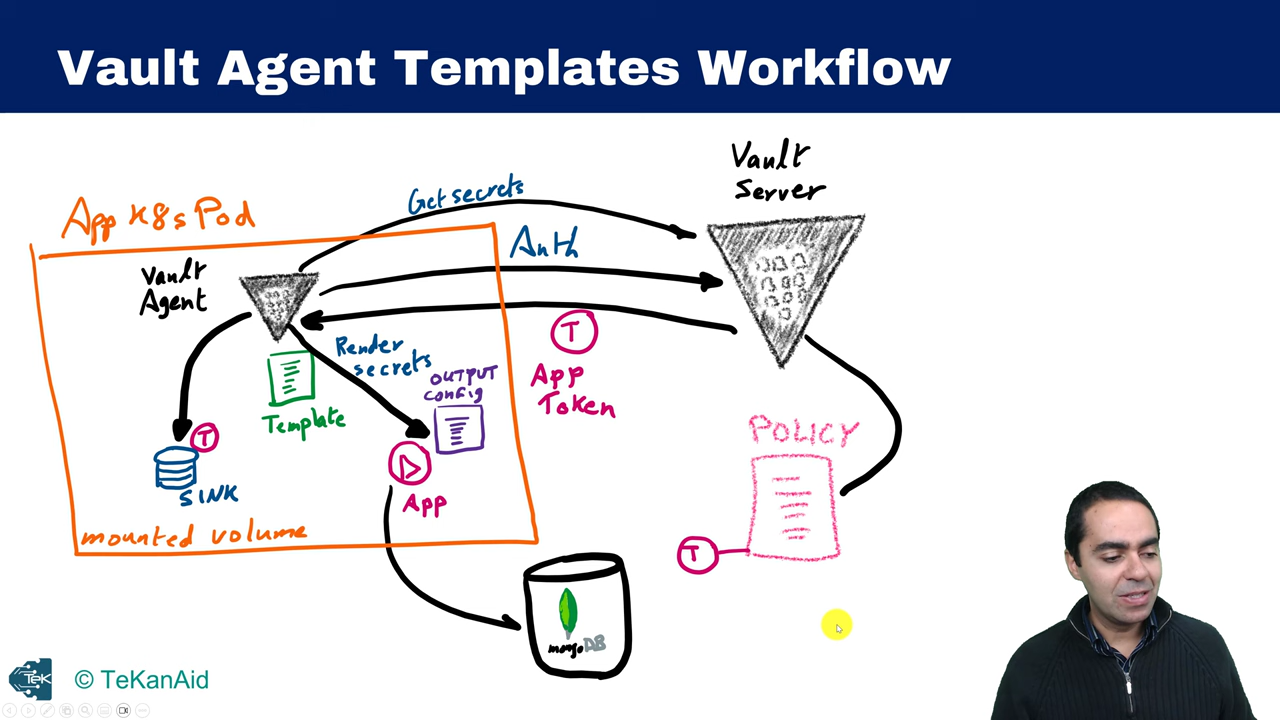 Vault Agent Templates Workflow
Vault
Server
Get secrets
App K8s Pod
Auth
Vault
Agent
T
Render
secrets
OUTPUT
config
App
Token
Template
POLICY
T
SINK
App
mounted volume
T
mongoDB
Tek
© TeKanAid